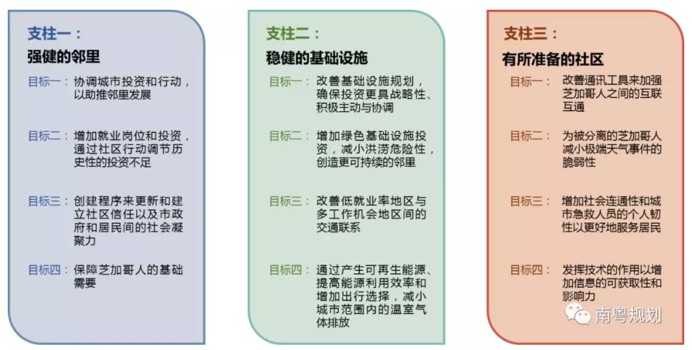 支柱一：
强健的邻里
目标一：
协调城市投资和行动，
以助推邻里发展
目标二：
增加就业岗位和投资，
通过社区行动调节历
史性的投资不足
目标三：
创建程序来更新和建
立社区信任以及市政
府和居民间的社会凝
聚力
目标四：
保障芝加哥人的基础
需要
支柱二：
稳健的基础设施
目标一：
改善基础设施规划，
确保投资更具战略性、
积极主动与协调
目标二：
增加绿色基础设施投
资，减小洪涝危险性，
创造更可持续的邻里
目标三：
改善低就业率地区与
多工作机会地区间的
交通联系
目标四：
通过产生可再生能源、
提高能源利用效率和
增加出行选择，减小
城市范围内的温室气
体排放
支柱三：
有所准备的社区
目标一：
改善通讯工具来加强
芝加哥人之间的互联
互通
目标二：
为被分离的芝加哥人
减小极端天气事件的
脆弱性
目标三：
增加社会连通性和城
市急救人员的个人韧
性以更好地服务居民
目标四：
发挥技术的作用以增
加信息的可获取性和
影响力
南粤规划